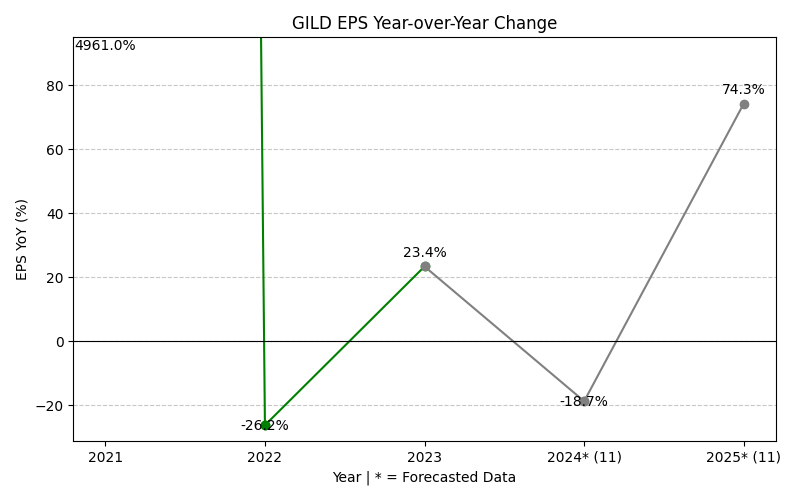 GILD EPS Year-over-Year Change
4961.0%
74.3%
23.4%
-18.7%
-26.2%
EPS YoY (%)
80
60
40
20
0
−20
2021 2022 2023 2024* (11) 2025* (11)
Year | * = Forecasted Data